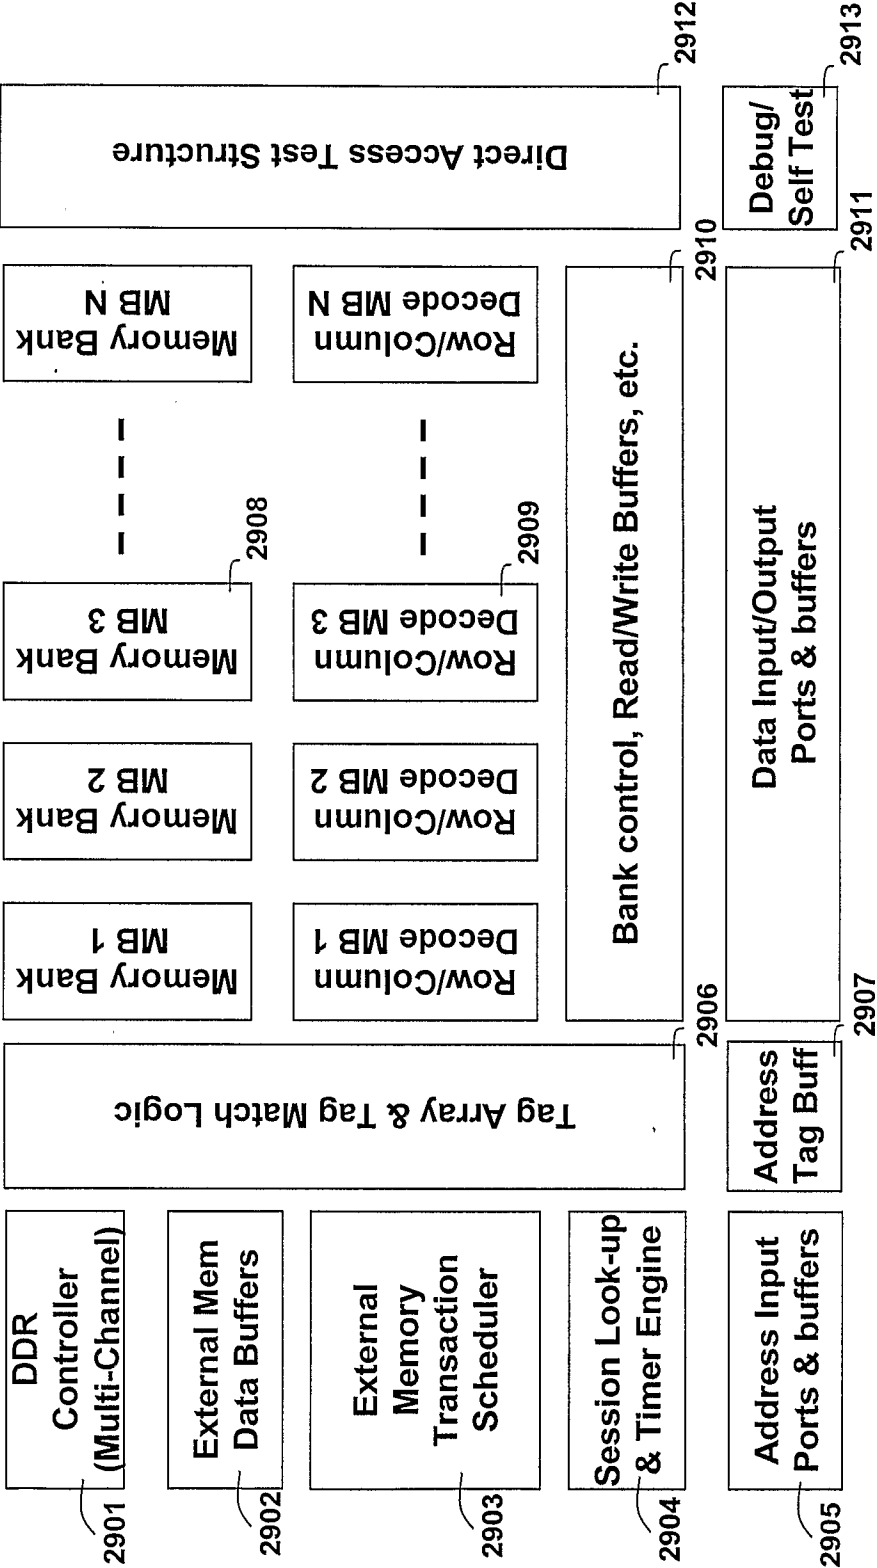 DDR
Controller
(Multi-Channel)
2901
External Mem
Data Buffers
2902
External
Memory
Transaction
Scheduler
2903
Session Look-up
& Timer Engine
2904
Address Input
Ports & buffers
2905
Tag Array & Tag Match Logic
2906
Address
Tag Buff
2907
Memory Bank
MB 1
Memory Bank
MB 2
Memory Bank
MB 3
2908
Memory Bank
MB N
Row/Column
Decode MB 1
Row/Column
Decode MB 2
Row/Column
Decode MB 3
2909
Row/Column
Decode MB N
Bank control, Read/Write Buffers, etc.
2910
Data Input/Output
Ports & buffers
2911
Direct Access Test Structure
2912
Debug/
Self Test
2913